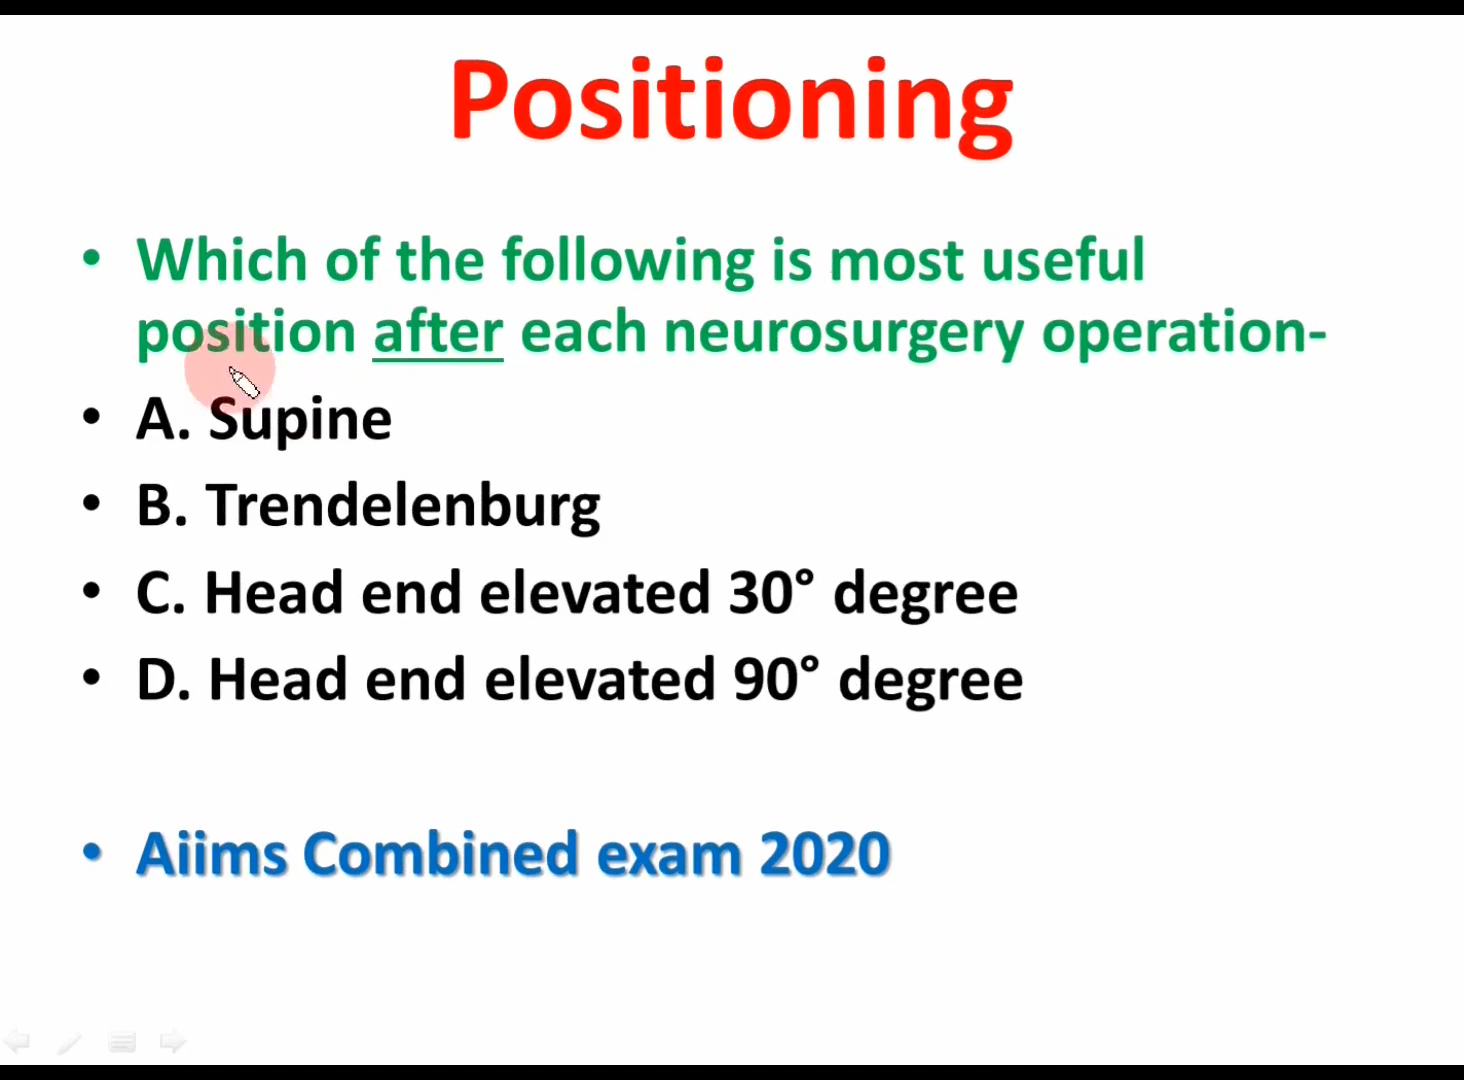 Positioning
• Which of the following is most useful
position after each neurosurgery operation-
• A. Supine
• B. Trendelenburg
• C. Head end elevated 30° degree
• D. Head end elevated 90° degree
• Aiims Combined exam 2020